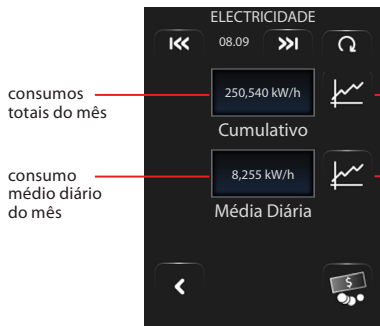 ELECTRICIDADE
08.09
consumos
totais do mês
250,540 kW/h
Cumulativo
consumo
médio diário
do mês
8,255 kW/h
Média Diária
$